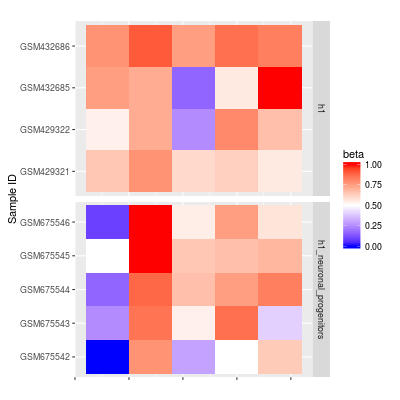 GSM432686
GSM432685
GSM429322
GSM429321
h1
GSM675546
GSM675545
GSM675544
GSM675543
GSM675542
h1_neuronal_progenitors
Sample ID
beta
1.00
0.75
0.50
0.25
0.00